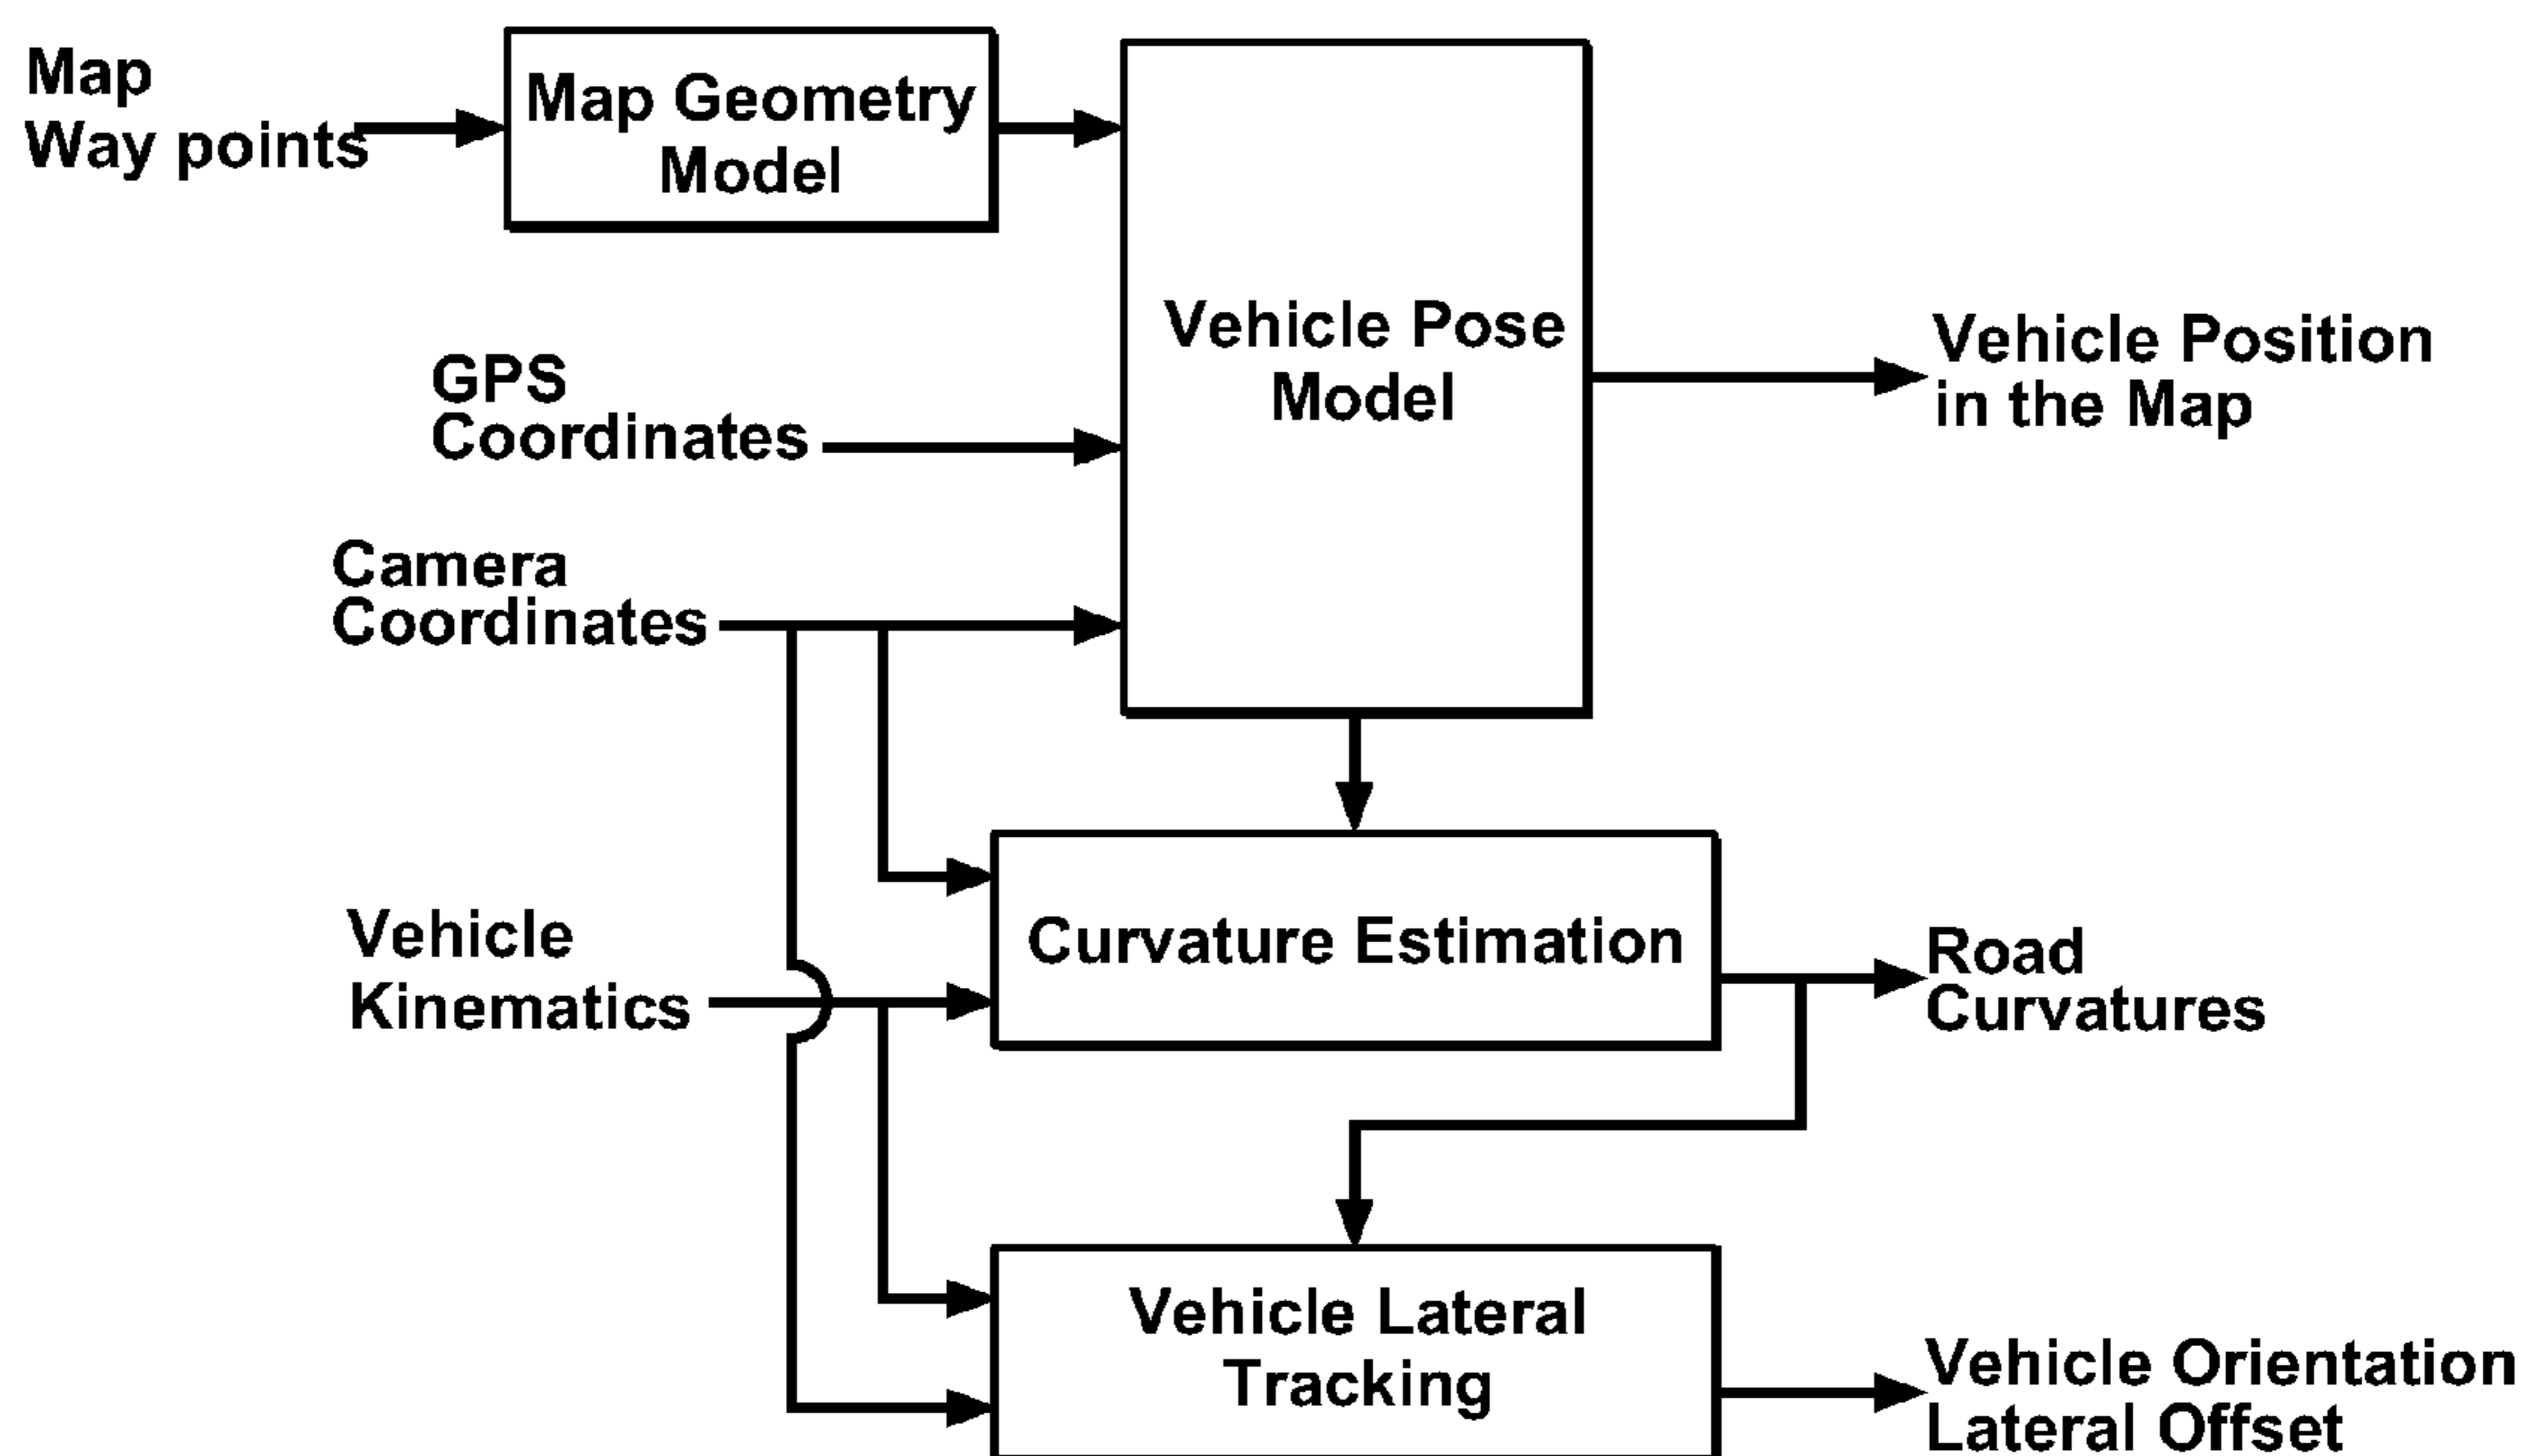 Map
Way points
Map Geometry
Model
Vehicle Pose
Model
GPS
Coordinates
Camera
Coordinates
Vehicle Position
in the Map
Vehicle
Kinematics
Curvature Estimation
Road
Curvatures
Vehicle Lateral
Tracking
Vehicle Orientation
Lateral Offset